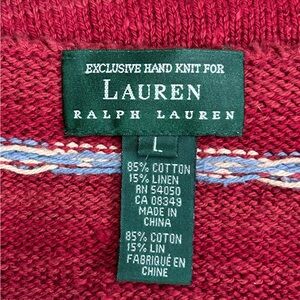 EXCLUSIVE HAND KNIT FOR
LAUREN
RALPH LAUREN
L
85% COTTON
15% LINEN
RN 54050
CA 08349
MADE IN
CHINA
85% COTON
15% LIN
FABRIQUÉ EN
CHINE